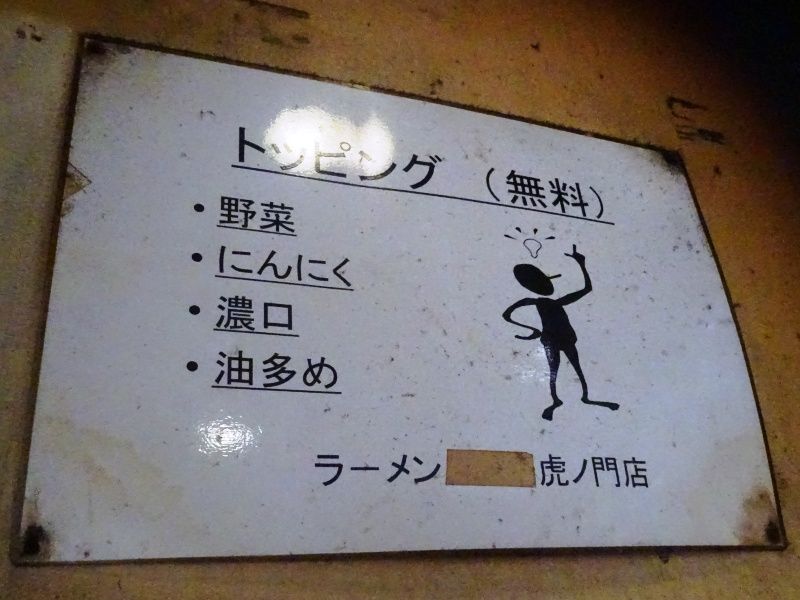 トッピング (無料)
・野菜
・にんにく
・濃口
・油多め
ラーメン 虎ノ門店